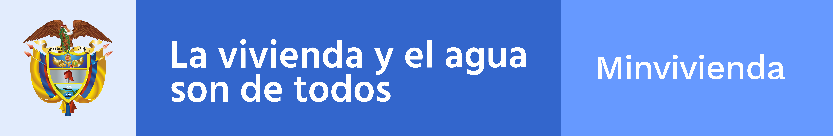 La vivienda y el agua
son de todos
Minvivienda